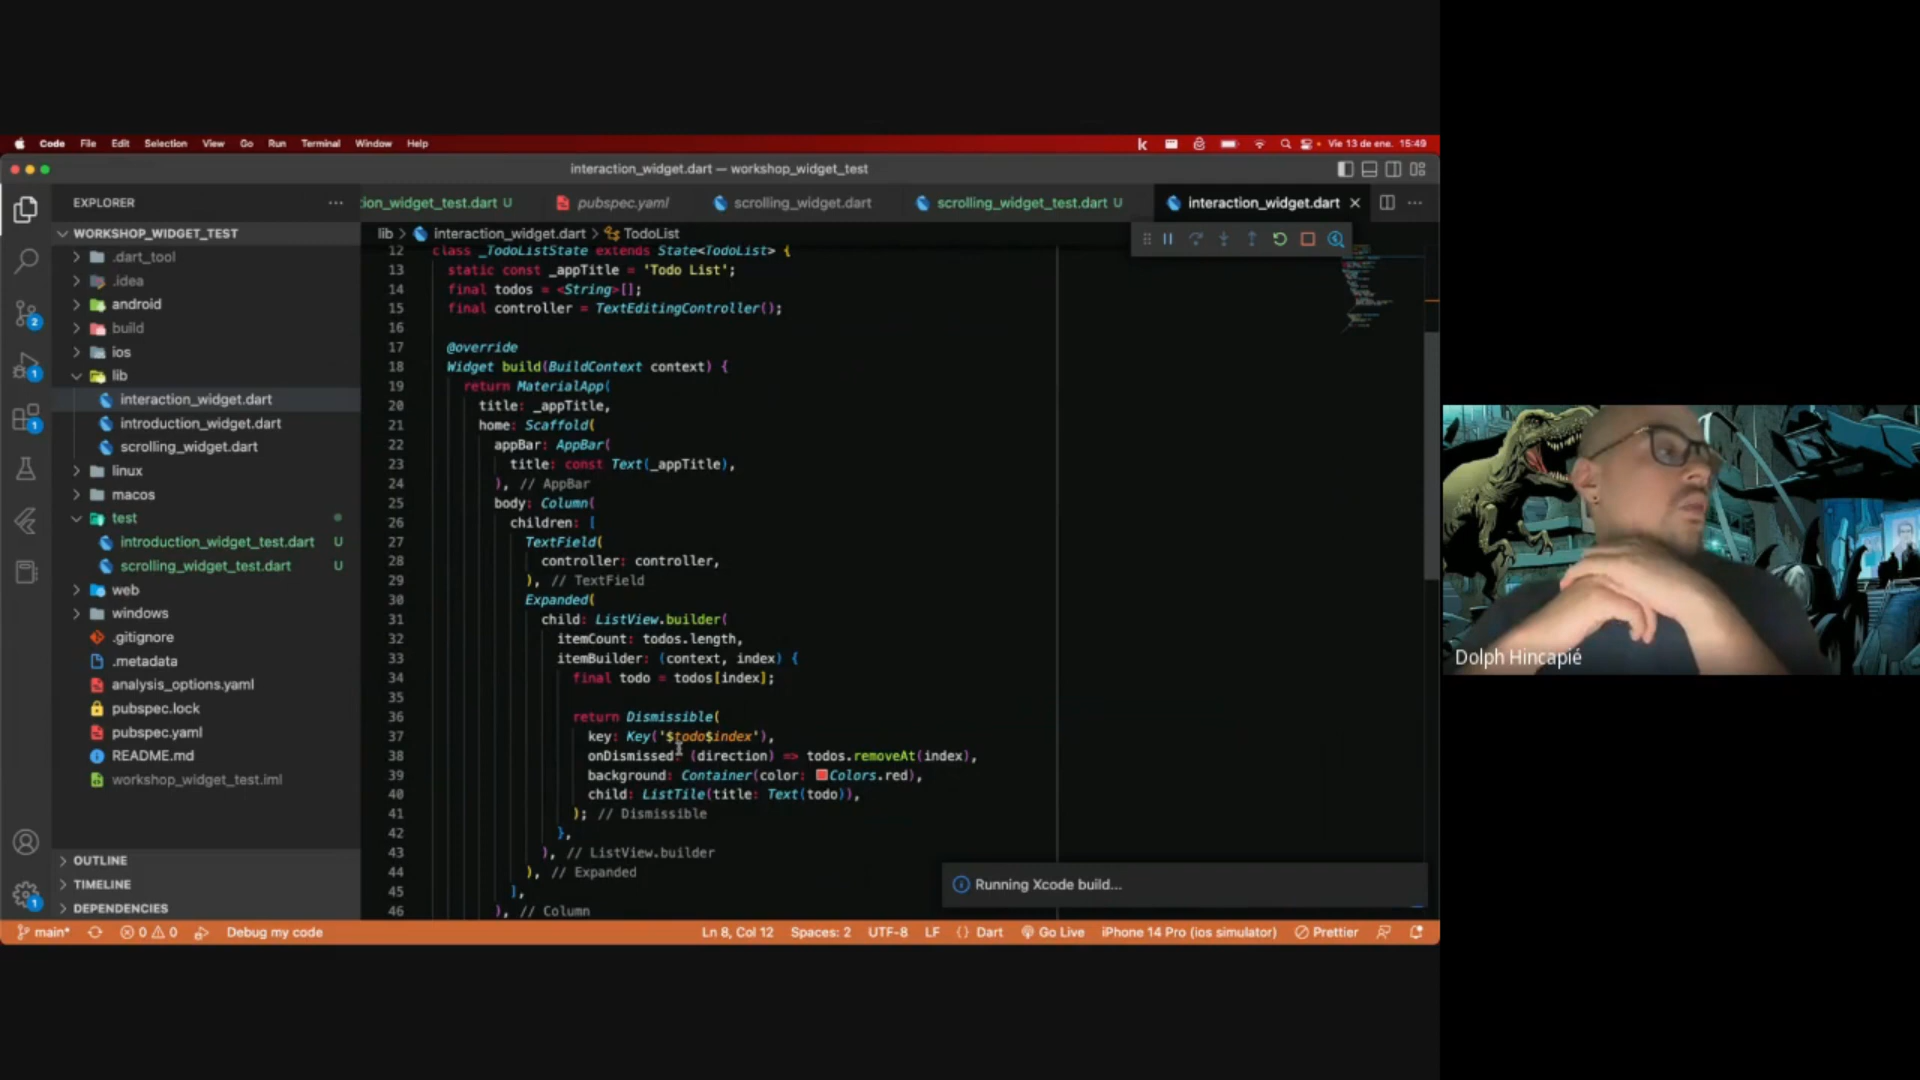 Code File Edit Selection View Go Run Terminal Window Help
Vie 13 de ene. 15:49
interaction_widget.dart — workshop_widget_test
EXPLORER
ion_widget_test.dart U
pubspec.yaml
scrolling_widget.dart
scrolling_widget_test.dart U
interaction_widget.dart
WORKSHOP_WIDGET_TEST
lib > interaction_widget.dart > TodoList
.dart_tool
.idea
android
build
ios
lib
interaction_widget.dart
introduction_widget.dart
scrolling_widget.dart
linux
macos
test
introduction_widget_test.dart U
scrolling_widget_test.dart U
web
windows
.gitignore
.metadata
analysis_options.yaml
pubspec.lock
pubspec.yaml
README.md
workshop_widget_test.iml
OUTLINE
TIMELINE
DEPENDENCIES
2
1
1
1
12 class _TodoListState extends State<TodoList> {
13 static const _appTitle = 'Todo List';
14 final todos = <String>[];
15 final controller = TextEditingController();
16
17 @override
18 Widget build(BuildContext context) {
19 return MaterialApp(
20 title: _appTitle,
21 home: Scaffold(
22 appBar: AppBar(
23 title: const Text(_appTitle),
24 ), // AppBar
25 body: Column(
26 children: [
27 TextField(
28 controller: controller,
29 ), // TextField
30 Expanded(
31 child: ListView.builder(
32 itemCount: todos.length,
33 itemBuilder: (context, index) {
34 final todo = todos[index];
35
36 return Dismissible(
37 key: Key('$todo$index'),
38 onDismissed: (direction) => todos.removeAt(index),
39 background: Container(color: Colors.red),
40 child: ListTile(title: Text(todo)),
41 ); // Dismissible
42 },
43 ), // ListView.builder
44 ), // Expanded
45 ],
46 ), // Column
Running Xcode build...
main* 0 0 Debug my code
Ln 8, Col 12 Spaces: 2 UTF-8 LF {} Dart Go Live iPhone 14 Pro (ios simulator) Prettier
Dolph Hincapié